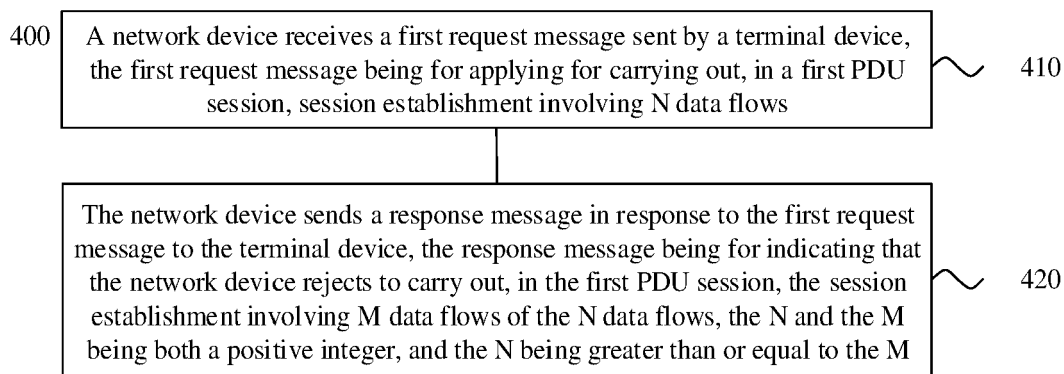 400
A network device receives a first request message sent by a terminal device,
the first request message being for applying for carrying out, in a first PDU
session, session establishment involving N data flows
410
The network device sends a response message in response to the first request
message to the terminal device, the response message being for indicating that
the network device rejects to carry out, in the first PDU session, the session
establishment involving M data flows of the N data flows, the N and the M
being both a positive integer, and the N being greater than or equal to the M
420